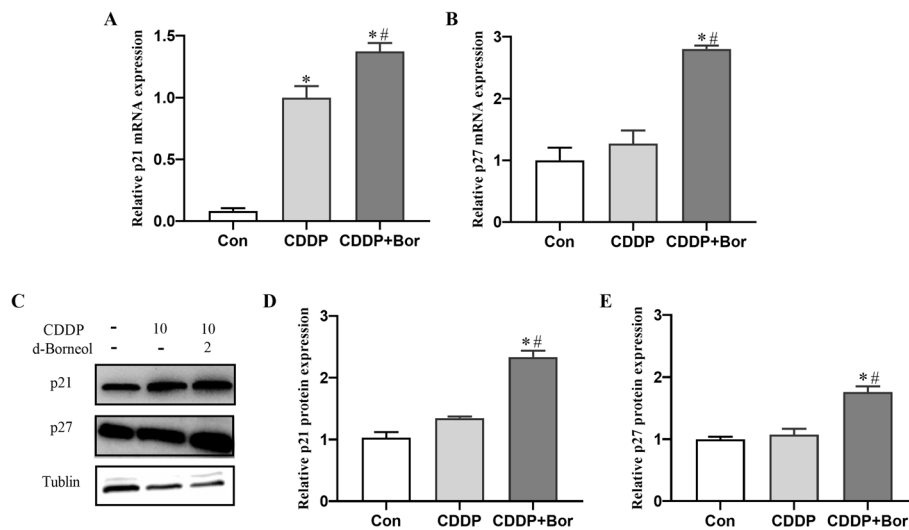 A
Relative p21 mRNA expression
1.5
1.0
0.5
0.0
*
*#
Con CDDP CDDP+Bor
B
Relative p27 mRNA expression
3
2
1
0
*#
Con CDDP CDDP+Bor
C
CDDP - 10 10
d-Borneol - - 2
p21
p27
Tublin
D
Relative p21 protein expression
3
2
1
0
*#
Con CDDP CDDP+Bor
E
Relative p27 protein expression
3
2
1
0
*#
Con CDDP CDDP+Bor